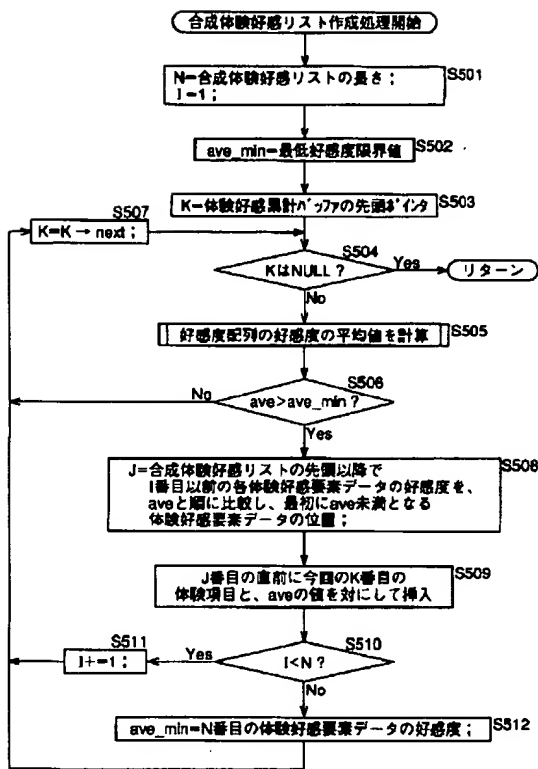 合成体験好感リスト作成処理開始
S501
N=合成体験好感リストの長さ；
I=1；
S502
ave_min=最低好感度限界値
S503
K=体験好感累計バッファの先頭ポインタ
S507
K=K→next；
S504
KはNULL？
Yes
リターン
No
S505
好感度配列の好感度の平均値を計算
S506
No
ave>ave_min？
Yes
S508
J=合成体験好感リストの先頭以降で
I番目以前の各体験好感要素データの好感度を、
aveと順に比較し、最初にave未満となる
体験好感要素データの位置；
S509
J番目の直前に今回のK番目の
体験項目と、aveの値を対にして挿入
S511
I+=1；
Yes
S510
I<N？
No
S512
ave_min=N番目の体験好感要素データの好感度；